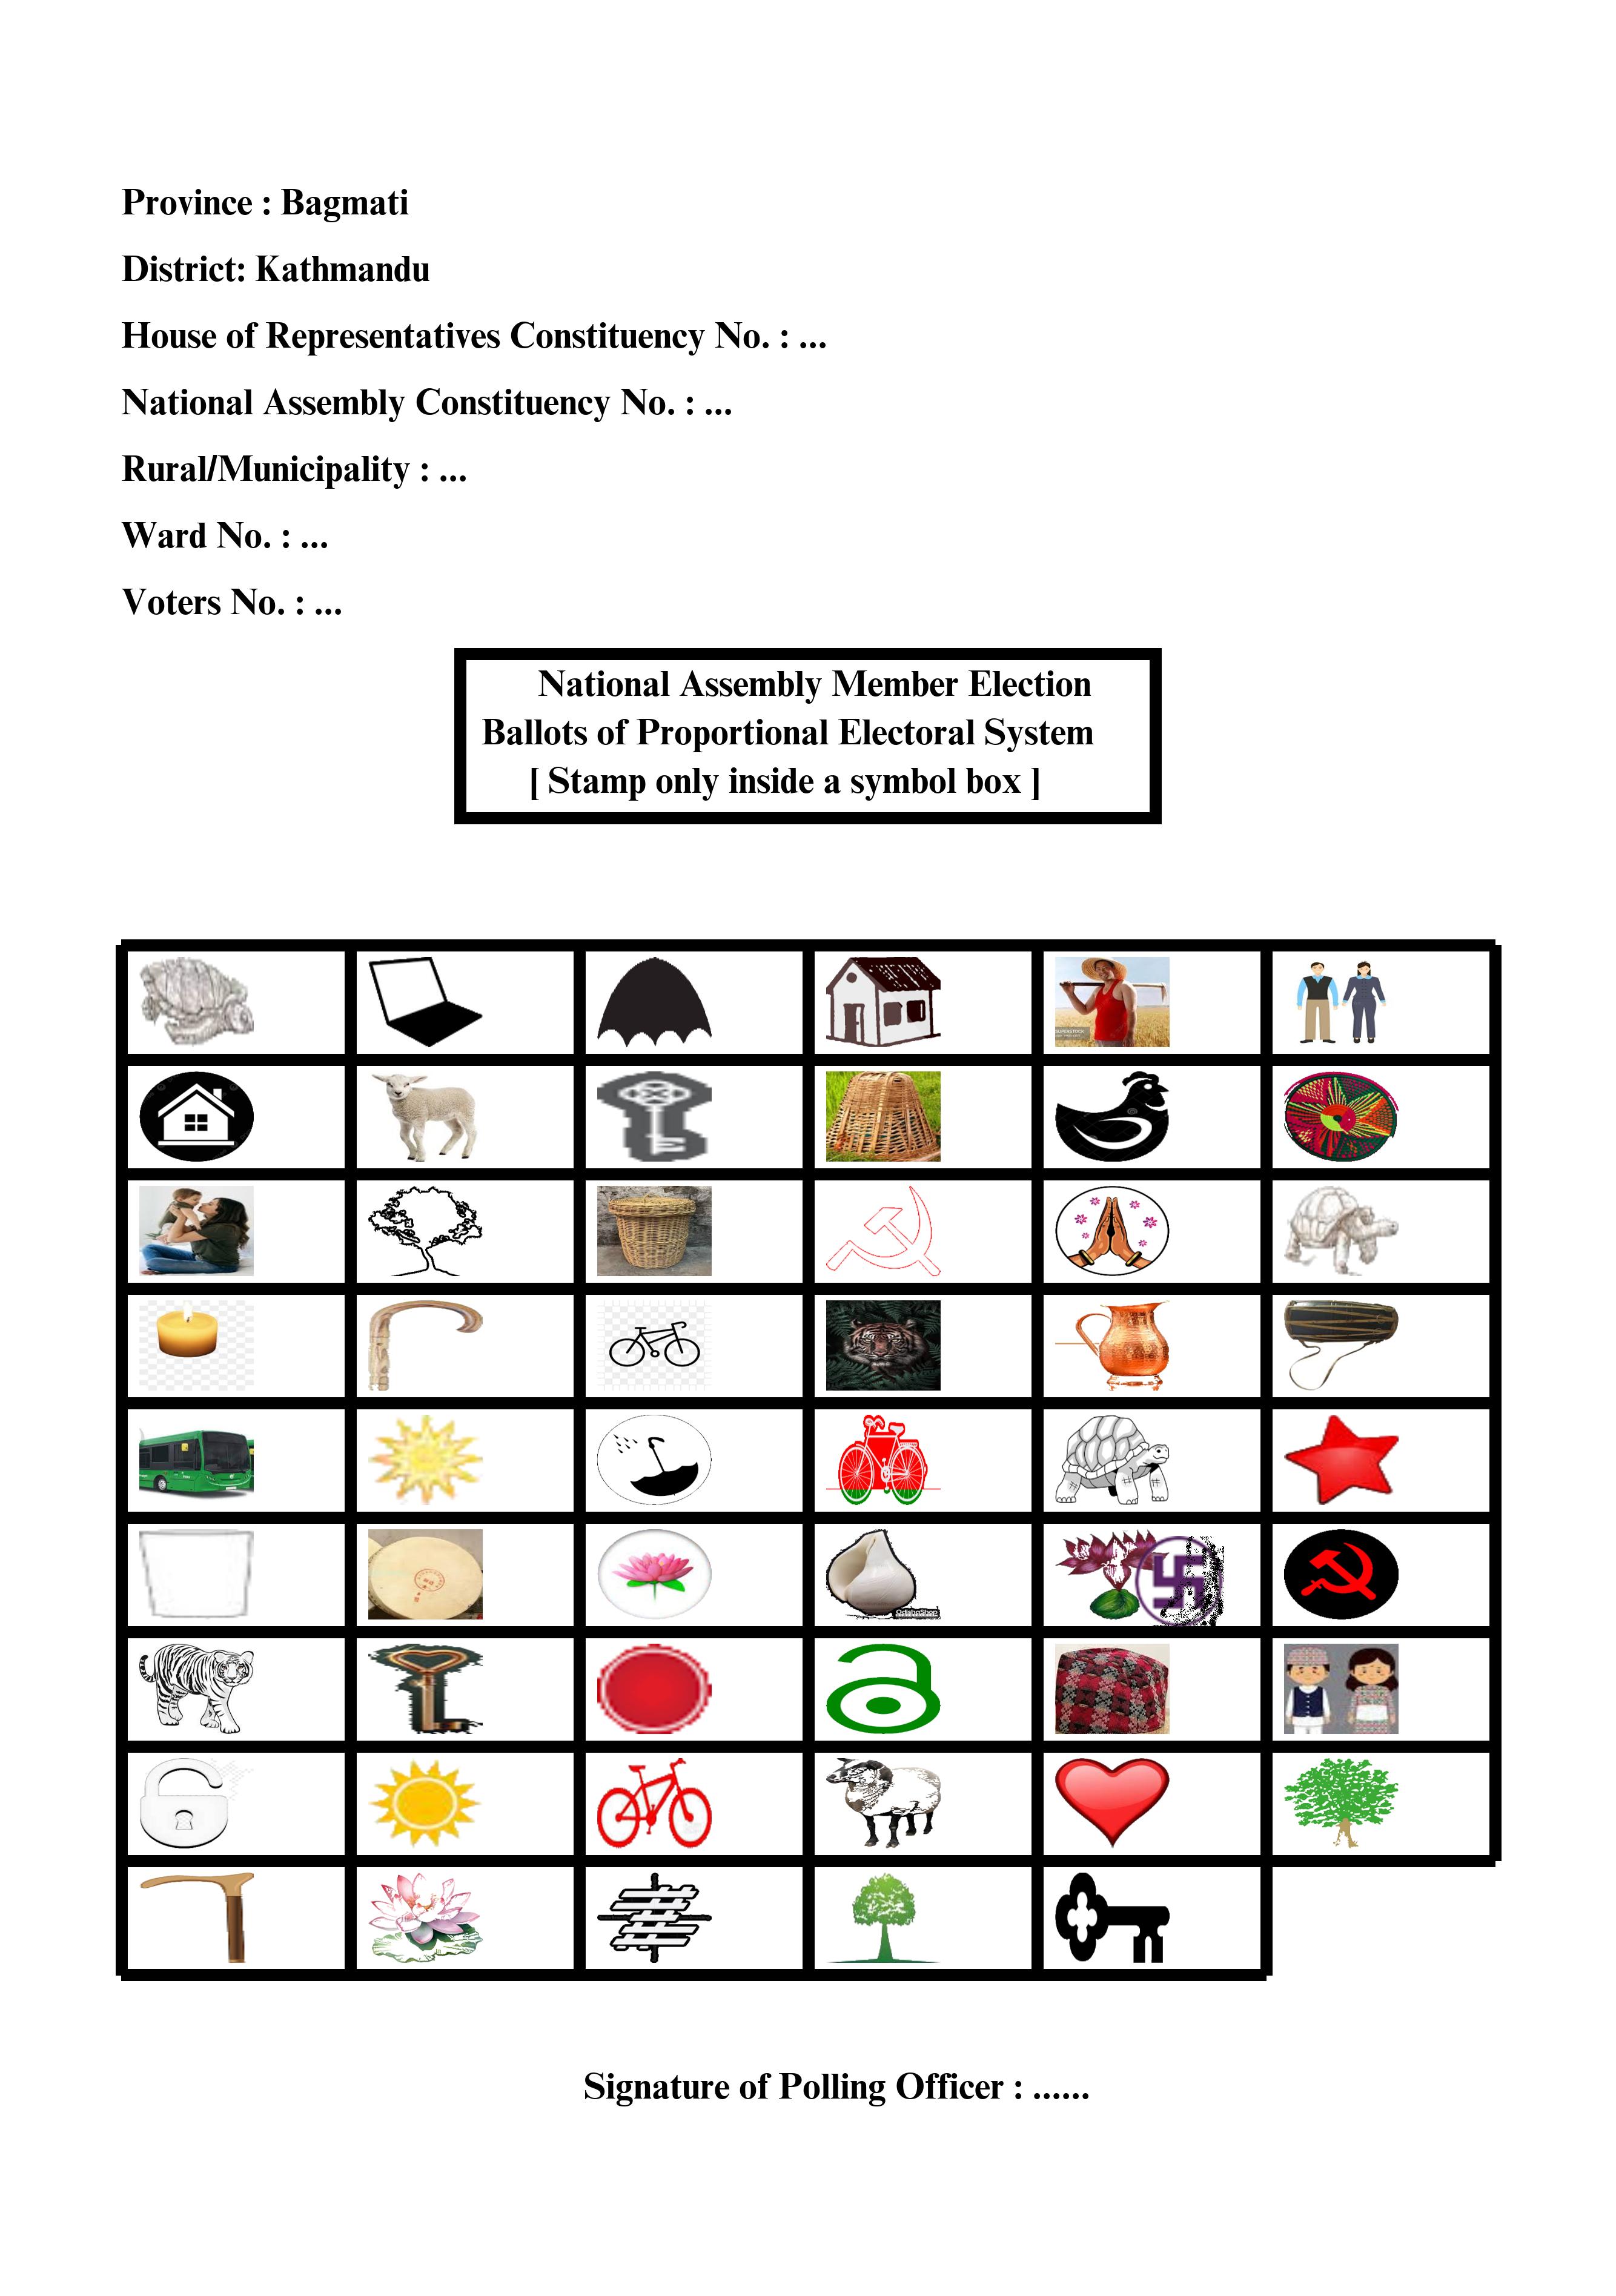 Province : Bagmati
District: Kathmandu
House of Representatives Constituency No. : ...
National Assembly Constituency No. : ...
Rural/Municipality : ...
Ward No. : ...
Voters No. : ...
National Assembly Member Election
Ballots of Proportional Electoral System
[ Stamp only inside a symbol box ]
Signature of Polling Officer : ......